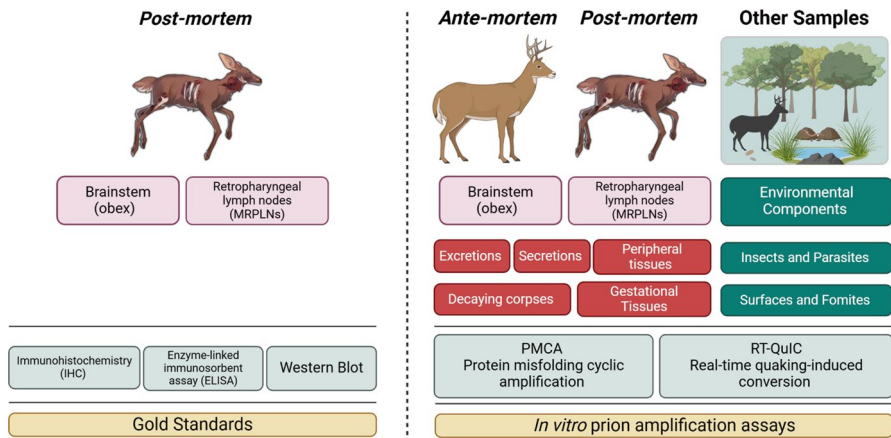 Post-mortem
Brainstem
(obex)
Retropharyngeal
lymph nodes
(MRPLNs)
Immunohistochemistry
(IHC)
Enzyme-linked
immunosorbent
assay (ELISA)
Western Blot
Gold Standards
Ante-mortem
Post-mortem
Other Samples
Brainstem
(obex)
Retropharyngeal
lymph nodes
(MRPLNs)
Environmental
Components
Excretions
Secretions
Peripheral
tissues
Insects and Parasites
Decaying corpses
Gestational
Tissues
Surfaces and Fomites
PMCA
Protein misfolding cyclic
amplification
RT-QuIC
Real-time quaking-induced
conversion
In vitro prion amplification assays